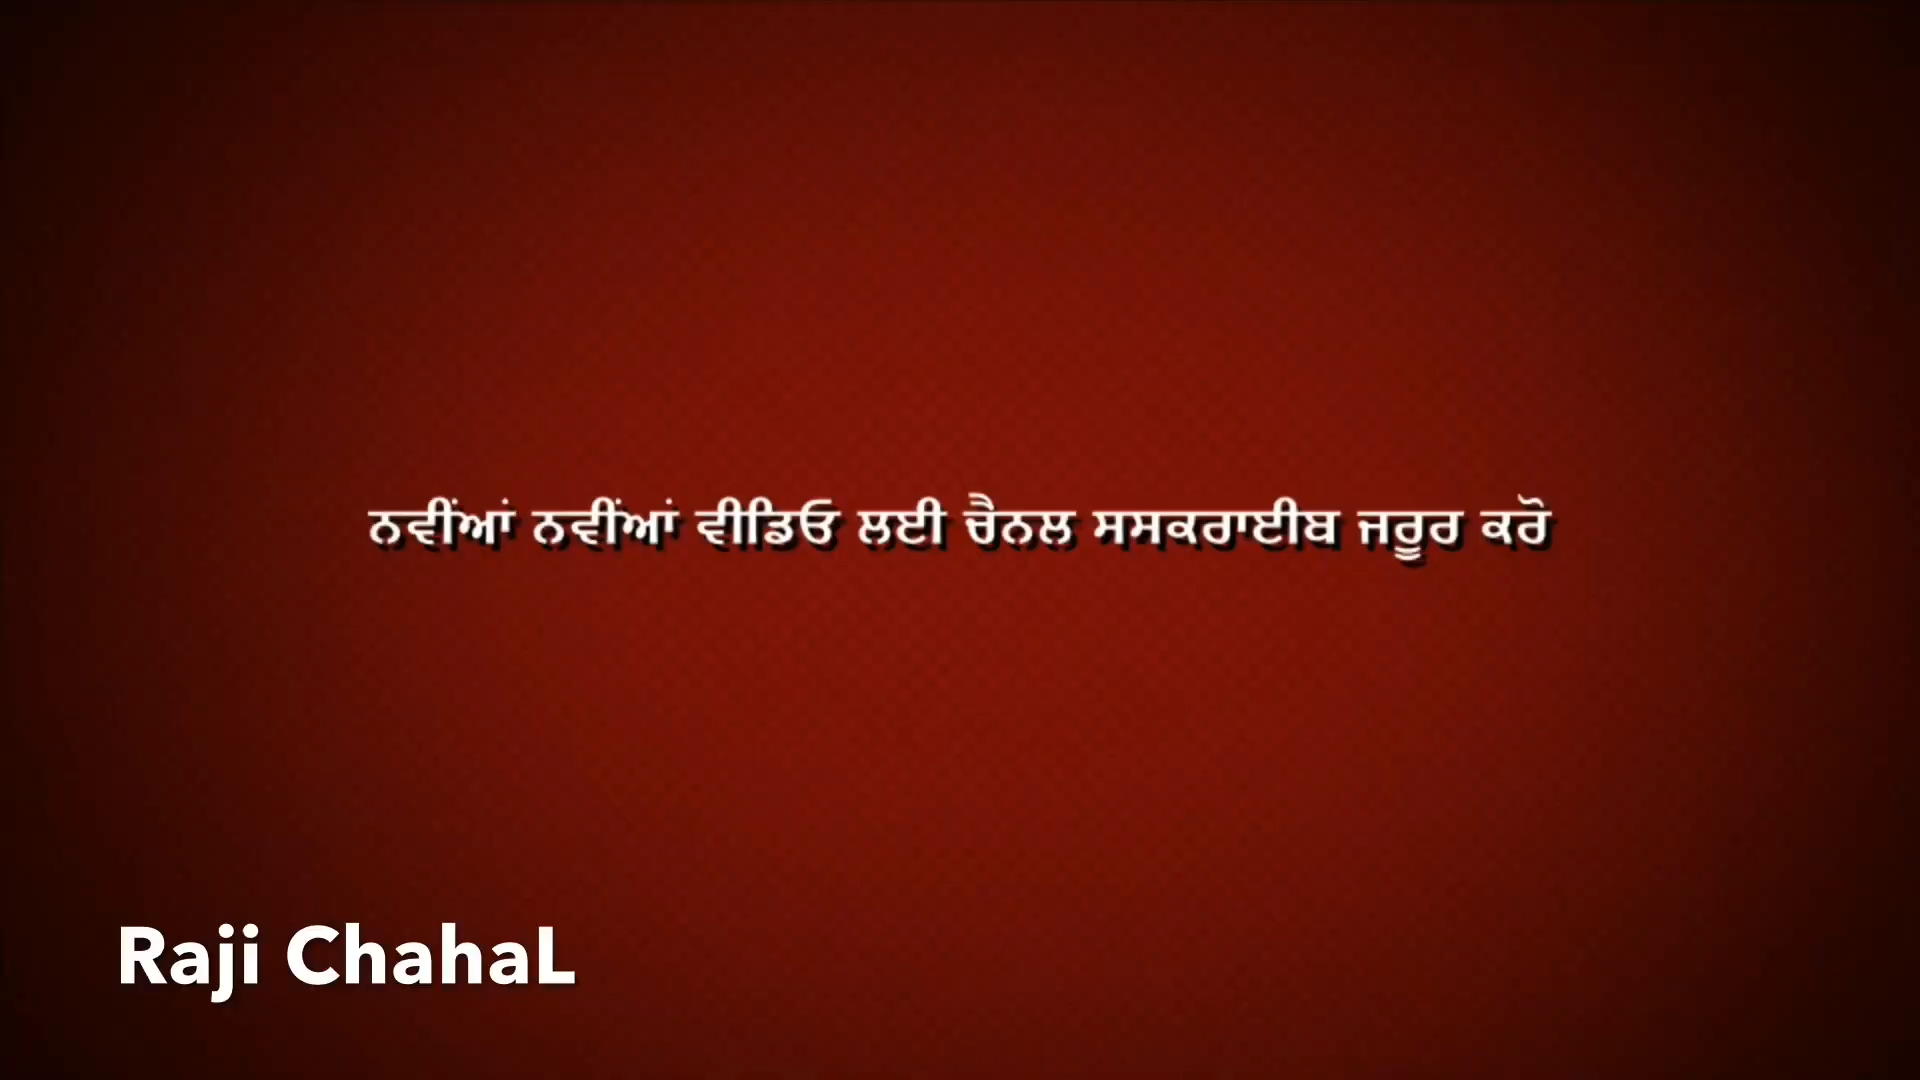 ਨਵੀਂਆਂ ਨਵੀਂਆਂ ਵੀਡਿਓ ਲਈ ਚੈਨਲ ਸਸਕਰਾਈਬ ਜਰੂਰ ਕਰੋ
Raji ChahaL